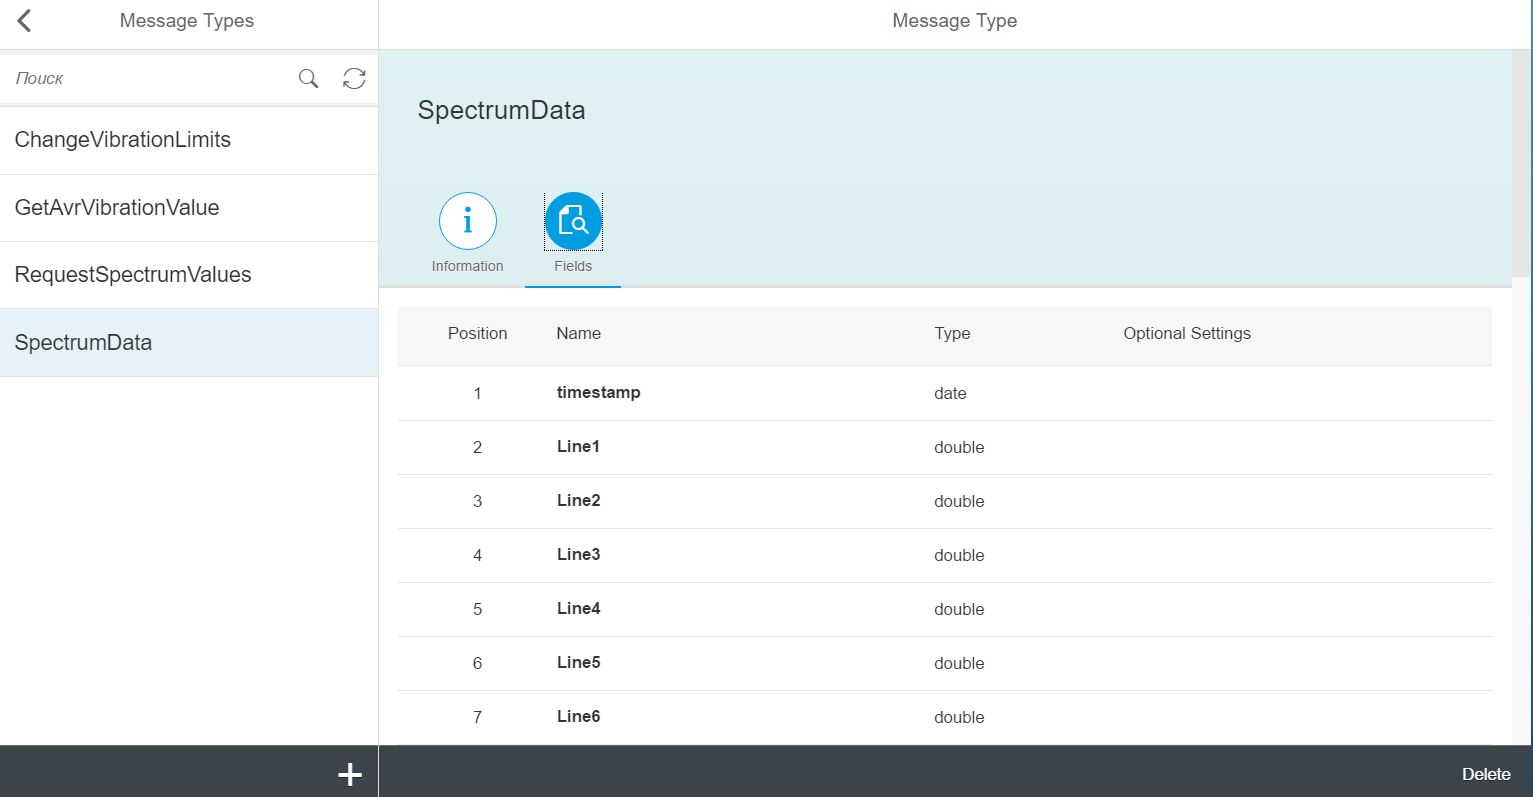 Message Types
Message Type
Поиск
ChangeVibrationLimits
GetAvrVibrationValue
RequestSpectrumValues
SpectrumData
SpectrumData
i
Information Fields
Position Name Type Optional Settings
1 timestamp date
2 Line1 double
3 Line2 double
4 Line3 double
5 Line4 double
6 Line5 double
7 Line6 double
Delete